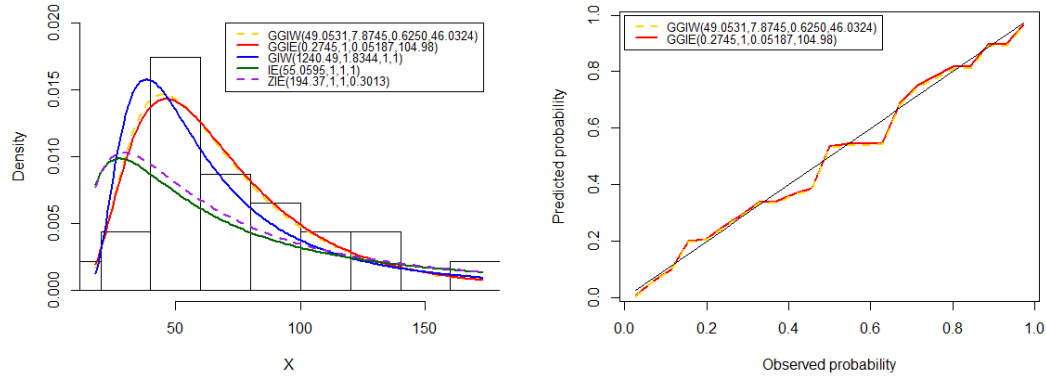 GGIW(49.0531,7.8745,0.6250,46.0324)
GGIE(0.2745,1,0.05187,104.98)
GIW(1240.49,1.8344,1,1)
IE(55.0595,1,1,1)
ZIE(194.37,1,1,0.3013)
0.020
0.015
0.010
0.005
0.000
Density
50
100
150
X
GGIW(49.0531,7.8745,0.6250,46.0324)
GGIE(0.2745,1,0.05187,104.98)
1.0
0.8
0.6
0.4
0.2
0.0
Predicted probability
0.0
0.2
0.4
0.6
0.8
1.0
Observed probability